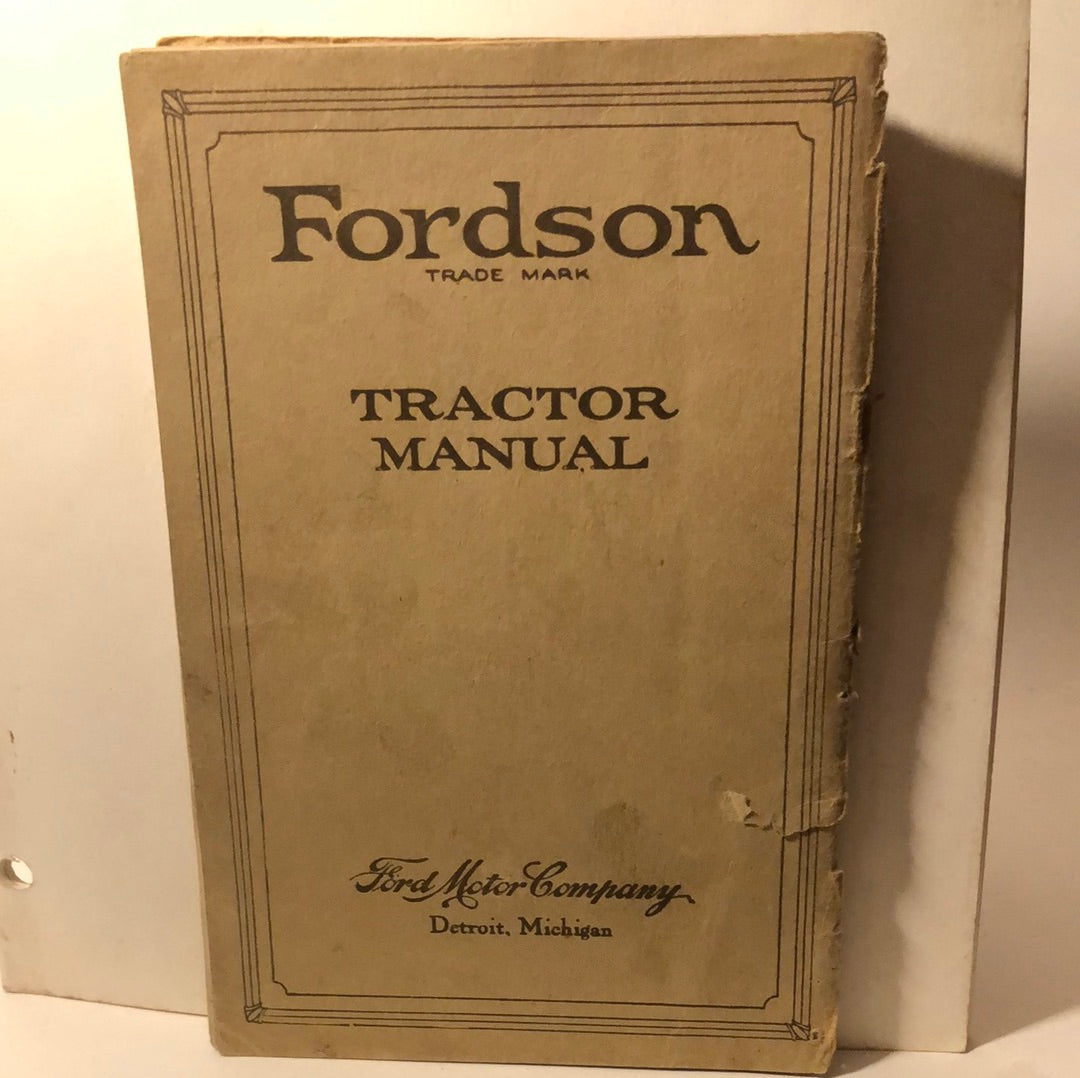 Fordson
TRADE MARK
TRACTOR
MANUAL
Ford Motor Company
Detroit, Michigan